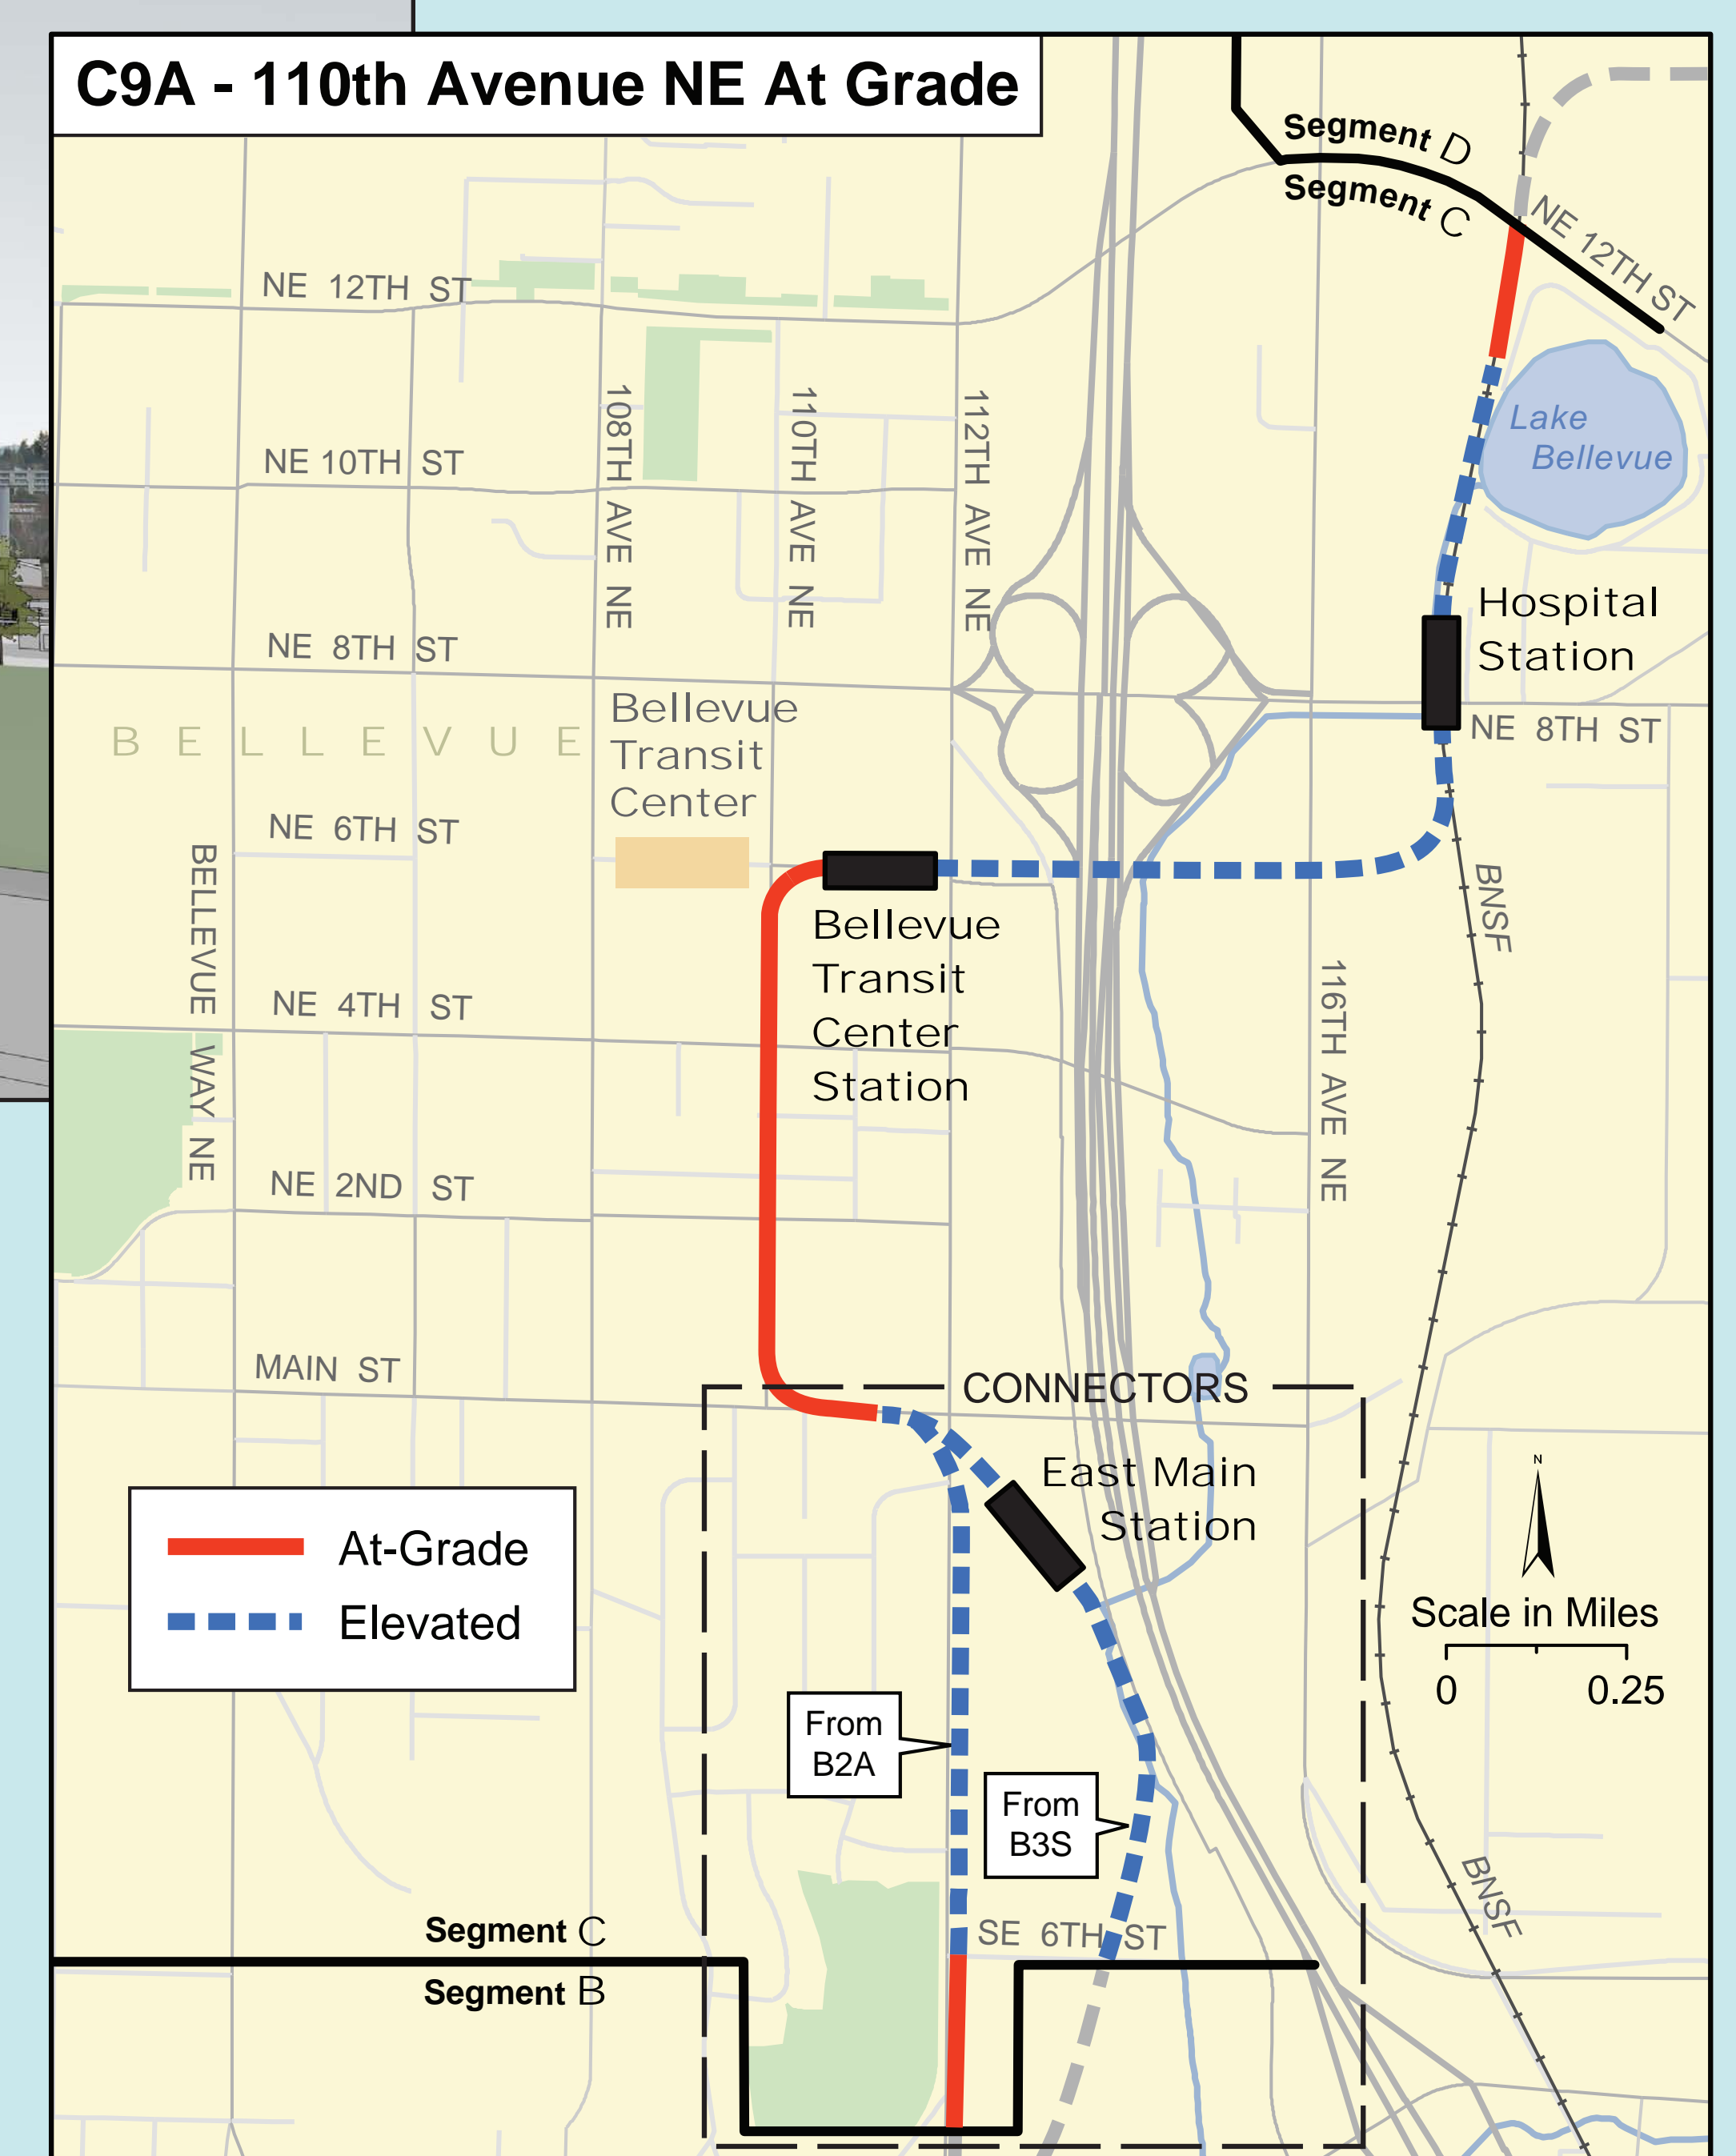 C9A - 110th Avenue NE At Grade
Segment D
Segment C
NE 12TH ST
NE 12TH ST
Lake
Bellevue
108TH AVE NE
110TH AVE NE
112TH AVE NE
NE 10TH ST
Hospital
Station
NE 8TH ST
Bellevue
Transit
Center
NE 8TH ST
BELLEVUE
NE 6TH ST
BELLEVUE WAY NE
BNSF
Bellevue
Transit
Center
Station
116TH AVE NE
NE 4TH ST
NE 2ND ST
MAIN ST
CONNECTORS
East Main
Station
N
At-Grade
Elevated
Scale in Miles
0 0.25
From
B2A
From
B3S
BNSF
SE 6TH ST
Segment C
Segment B